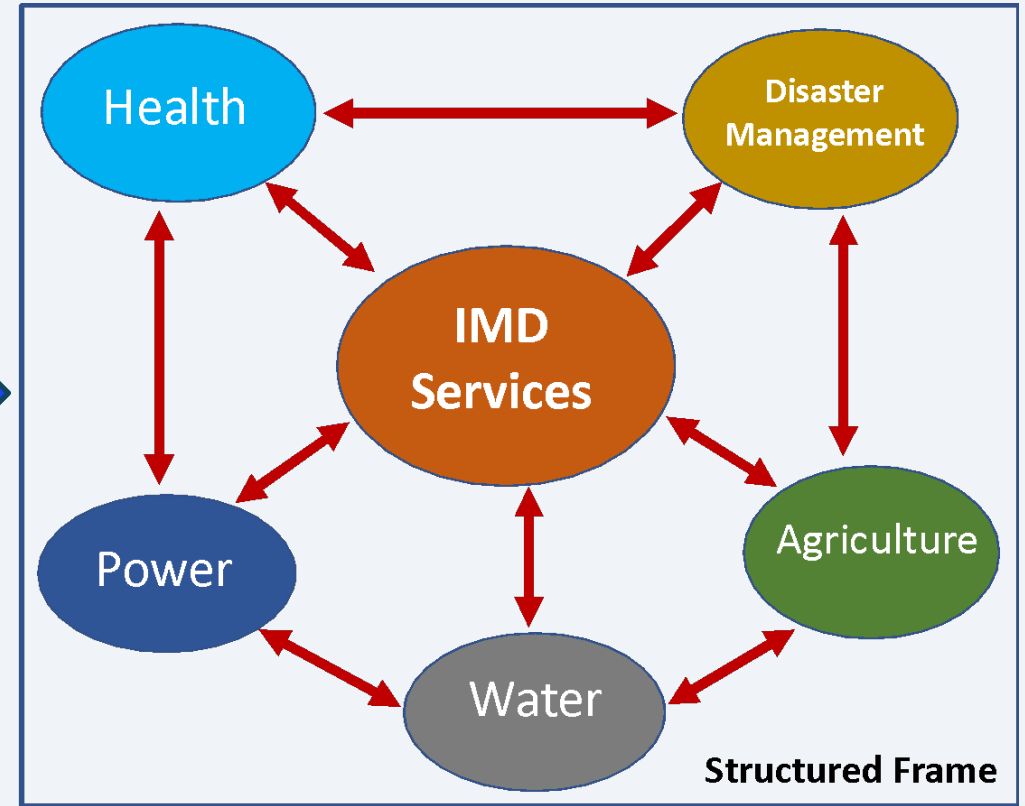 Health
Disaster
Management
IMD
Services
Power
Agriculture
Water
Structured Frame